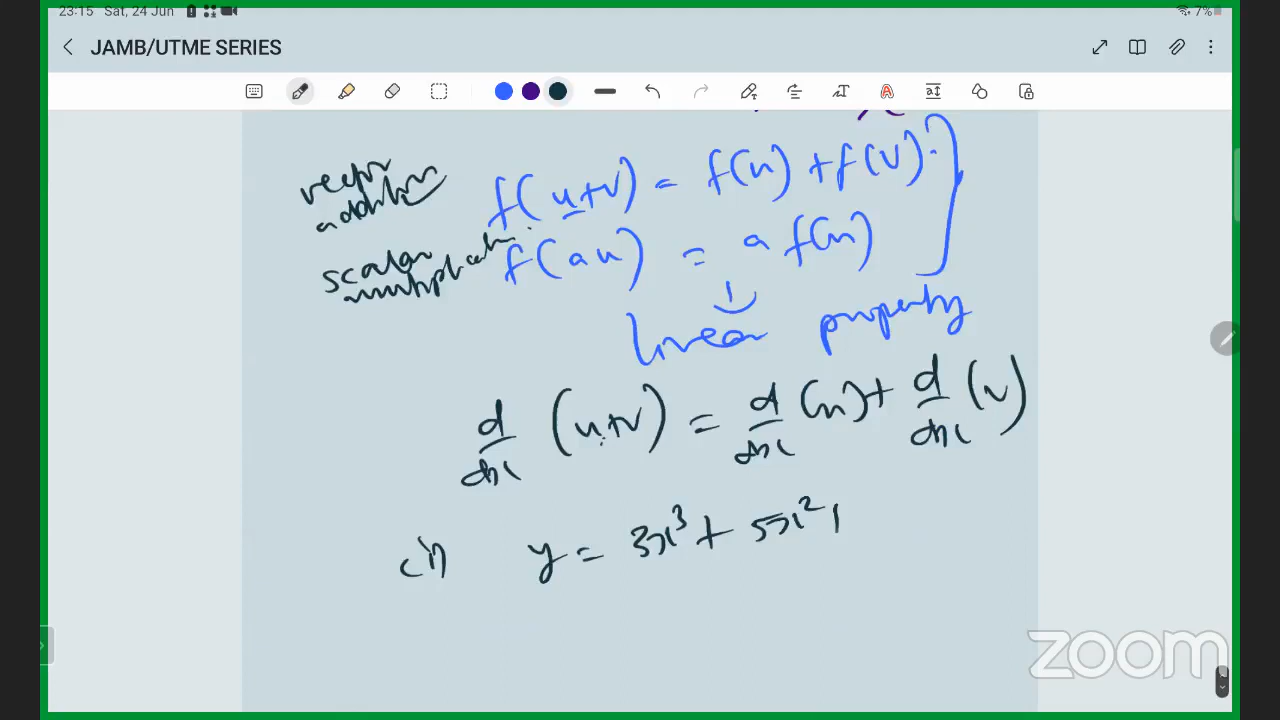 23:15 Sat, 24 Jun 7%
JAMB/UTME SERIES
vector addition
f(u+v) = f(u) + f(v).
scalar multiplication
f(au) = a f(u)
linear property
d/dx (u+v) = d/dx (u) + d/dx (v)
(i) y = 3x³ + 5x²
zoom